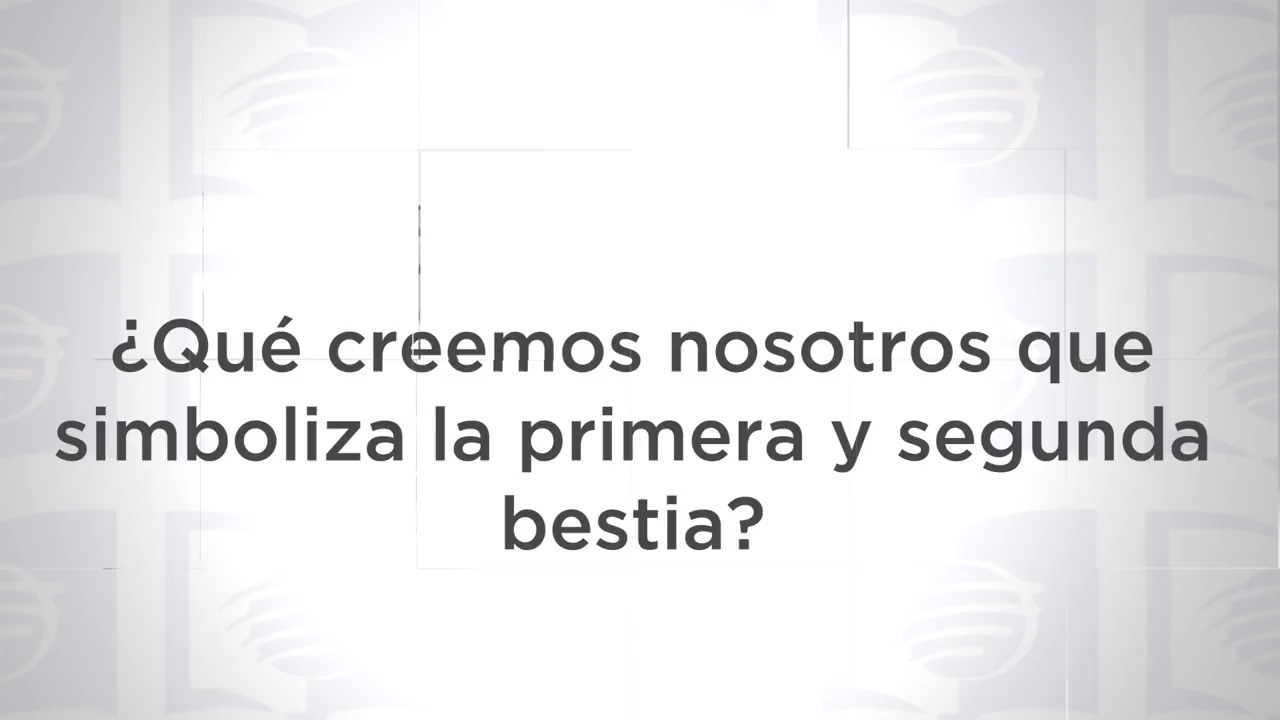 ¿Qué creemos nosotros que
simboliza la primera y segunda
bestia?